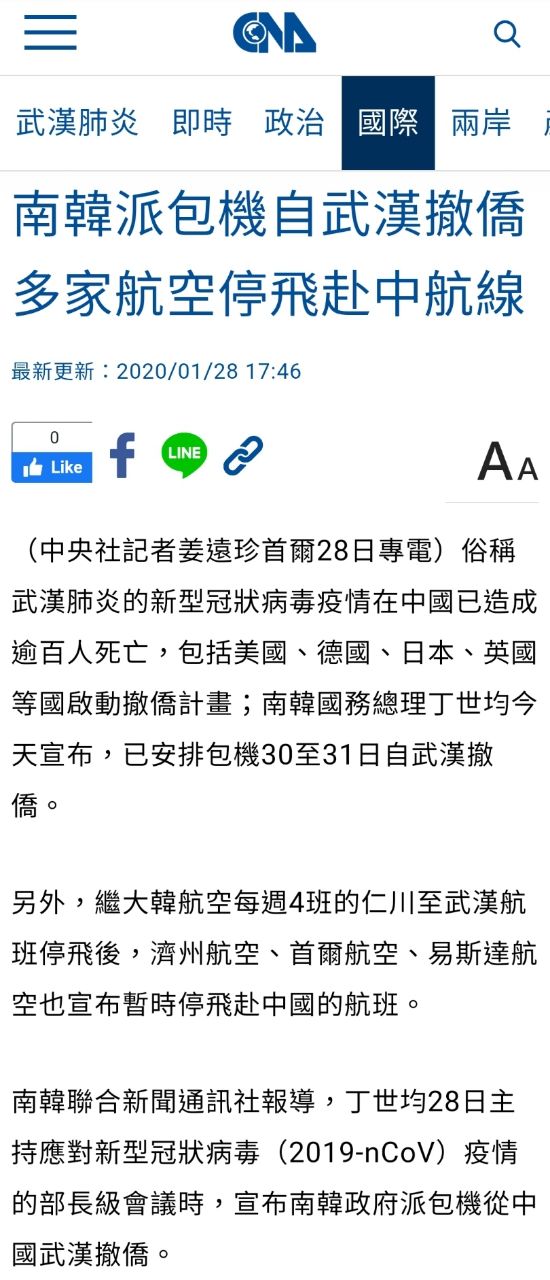 CNA
武漢肺炎 即時 政治 國際 兩岸
南韓派包機自武漢撤僑
多家航空停飛赴中航線
最新更新：2020/01/28 17:46
0
Like
LINE
A A
（中央社記者姜遠珍首爾28日專電）俗稱
武漢肺炎的新型冠狀病毒疫情在中國已造成
逾百人死亡，包括美國、德國、日本、英國
等國啟動撤僑計畫；南韓國務總理丁世均今
天宣布，已安排包機30至31日自武漢撤
僑。
另外，繼大韓航空每週4班的仁川至武漢航
班停飛後，濟州航空、首爾航空、易斯達航
空也宣布暫時停飛赴中國的航班。
南韓聯合新聞通訊社報導，丁世均28日主
持應對新型冠狀病毒（2019-nCoV）疫情
的部長級會議時，宣布南韓政府派包機從中
國武漢撤僑。